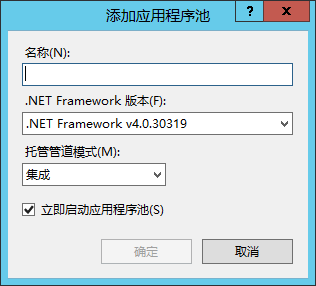 添加应用程序池
?
名称(N):
.NET Framework 版本(F):
.NET Framework v4.0.30319
托管管道模式(M):
集成
立即启动应用程序池(S)
确定
取消